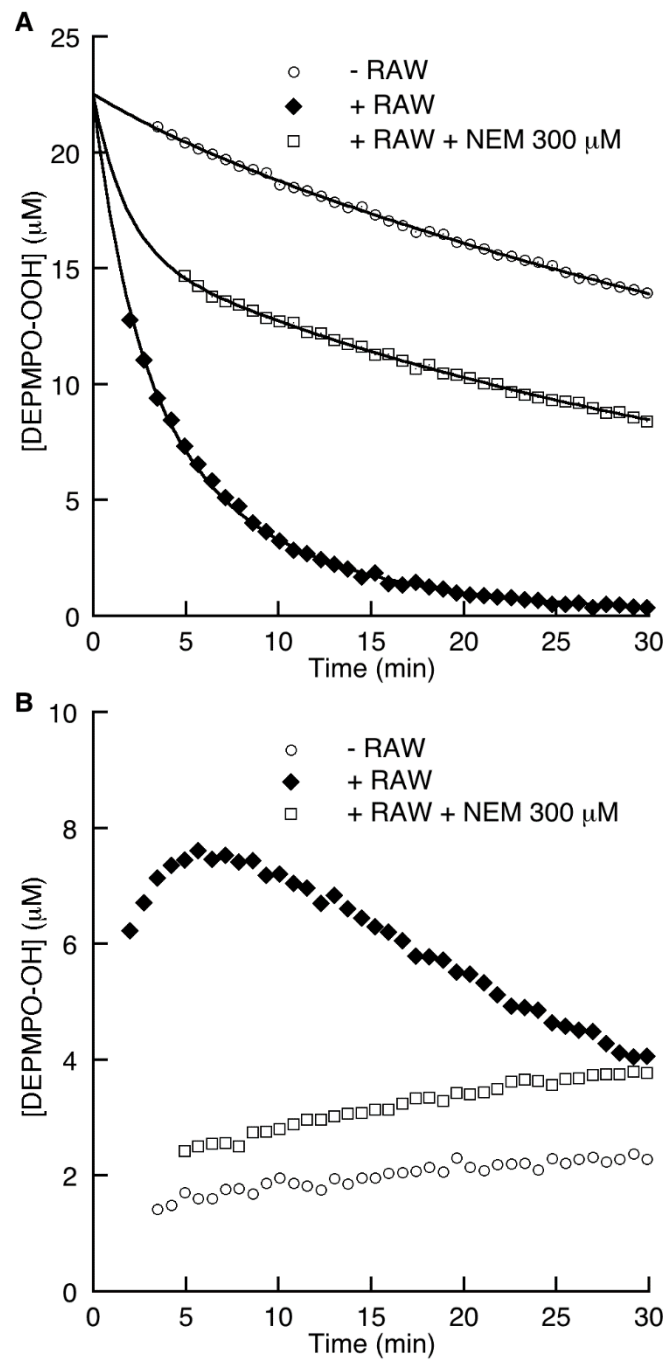 A
25
20
15
10
5
0
[DEPMPO-OOH] (μM)
- RAW
+ RAW
+ RAW + NEM 300 μM
0 5 10 15 20 25 30
Time (min)
B
10
8
6
4
2
0
[DEPMPO-OH] (μM)
- RAW
+ RAW
+ RAW + NEM 300 μM
0 5 10 15 20 25 30
Time (min)